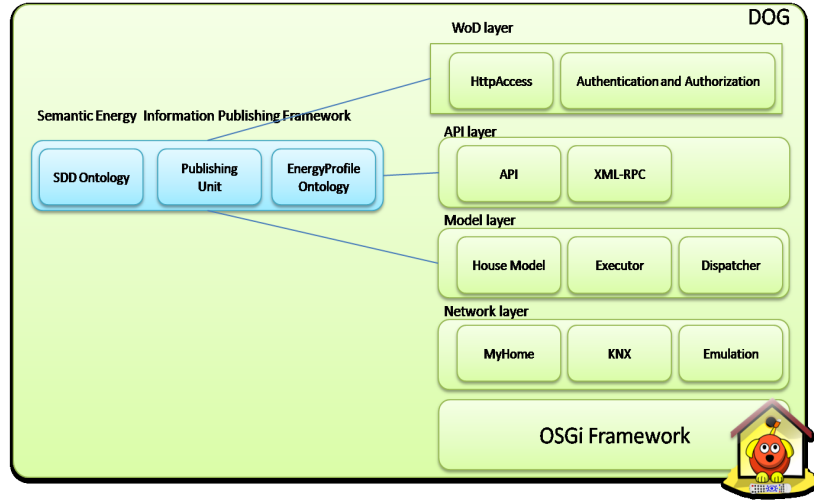 DOG
WoD layer
HttpAccess
Authentication and Authorization
Semantic Energy Information Publishing Framework
SDD Ontology
Publishing
Unit
EnergyProfile
Ontology
API layer
API
XML-RPC
Model layer
House Model
Executor
Dispatcher
Network layer
MyHome
KNX
Emulation
OSGi Framework